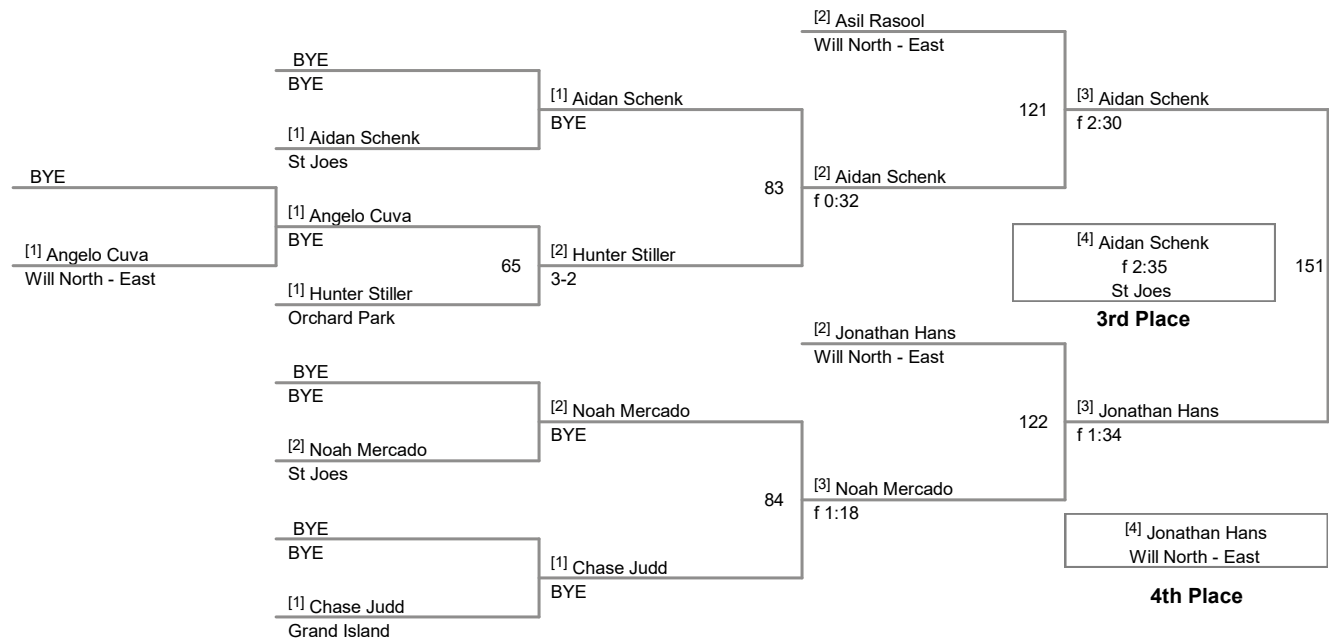 [2] Asil Rasool
Will North - East
BYE
BYE
[1] Aidan Schenk
BYE
121
[3] Aidan Schenk
f 2:30
[1] Aidan Schenk
St Joes
BYE
83
[2] Aidan Schenk
f 0:32
[1] Angelo Cuva
BYE
[1] Angelo Cuva
Will North - East
65
[2] Hunter Stiller
3-2
[4] Aidan Schenk
f 2:35
St Joes
151
3rd Place
[1] Hunter Stiller
Orchard Park
[2] Jonathan Hans
Will North - East
BYE
BYE
[2] Noah Mercado
BYE
122
[3] Jonathan Hans
f 1:34
[2] Noah Mercado
St Joes
84
[3] Noah Mercado
f 1:18
BYE
BYE
[1] Chase Judd
BYE
[4] Jonathan Hans
Will North - East
4th Place
[1] Chase Judd
Grand Island